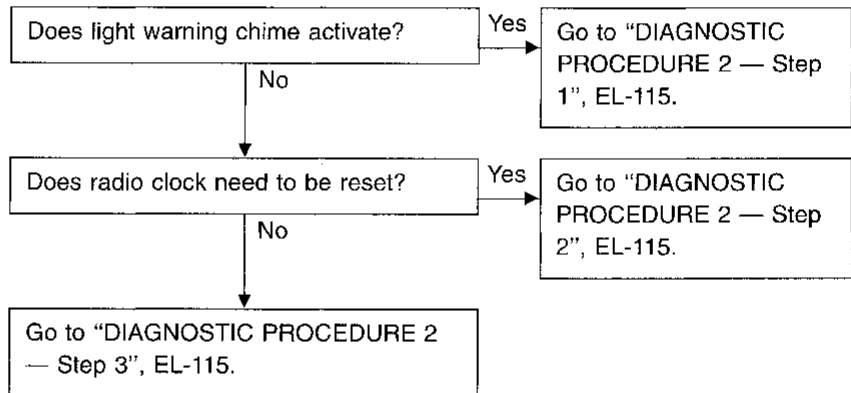 Does light warning chime activate?
Yes
Go to “DIAGNOSTIC
PROCEDURE 2 — Step
1”, EL-115.
No
Does radio clock need to be reset?
Yes
Go to “DIAGNOSTIC
PROCEDURE 2 — Step
2”, EL-115.
No
Go to “DIAGNOSTIC PROCEDURE 2
— Step 3”, EL-115.